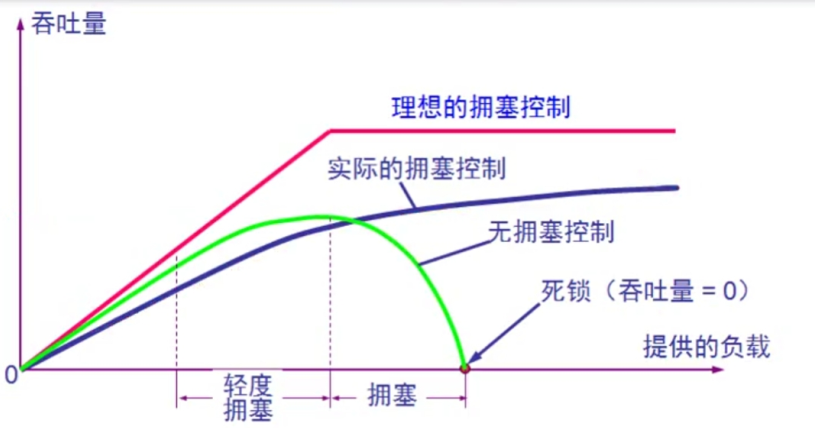 吞吐量
理想的拥塞控制
实际的拥塞控制
无拥塞控制
死锁（吞吐量 = 0）
提供的负载
0
轻度
拥塞
拥塞